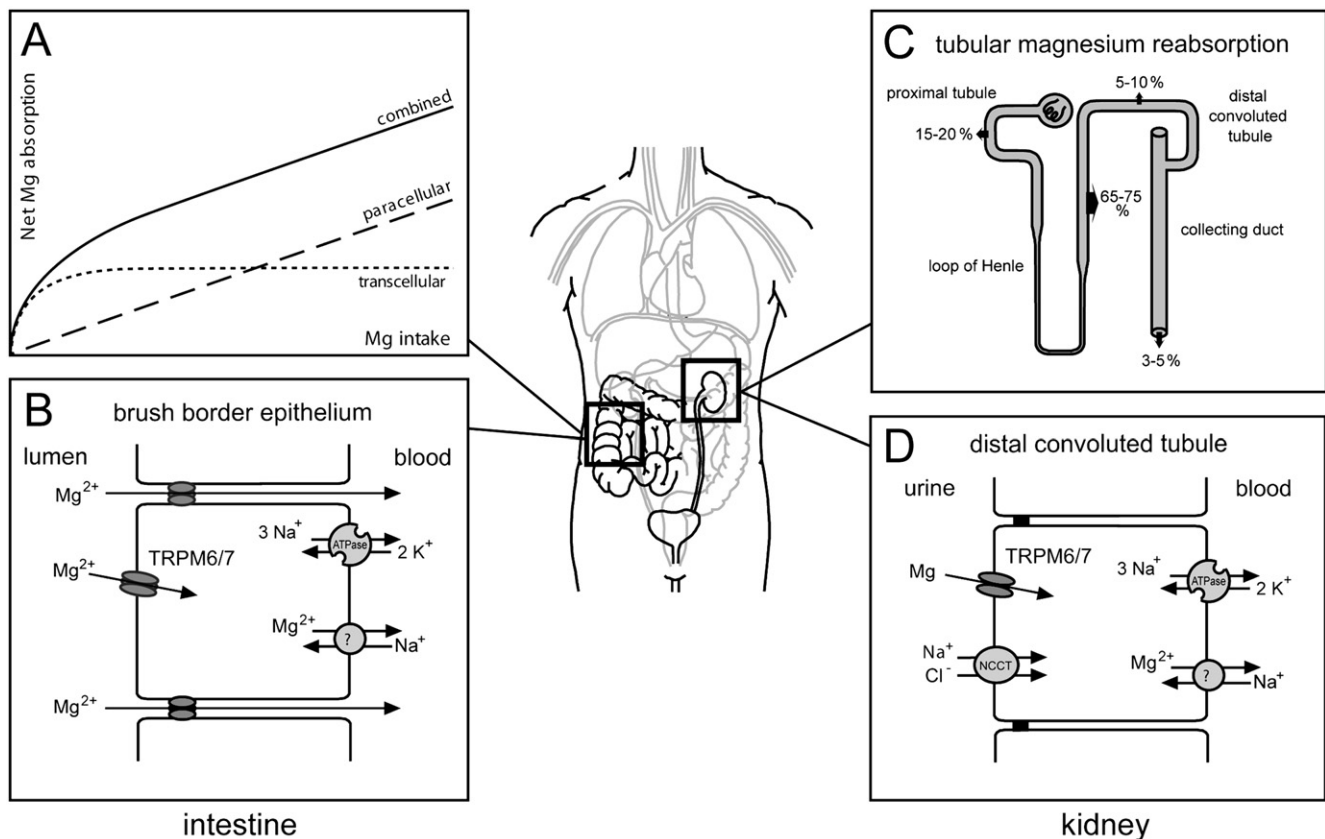 A
Net Mg absorption
combined
paracellular
transcellular
Mg intake
B
brush border epithelium
lumen
blood
Mg²⁺
TRPM6/7
Mg²⁺
3 Na⁺
ATPase
2 K⁺
Mg²⁺
?
Na⁺
Mg²⁺
intestine
C
tubular magnesium reabsorption
proximal tubule
15-20 %
5-10 %
distal
convoluted
tubule
65-75
%
collecting duct
loop of Henle
3-5 %
D
distal convoluted tubule
urine
blood
TRPM6/7
Mg
3 Na⁺
ATPase
2 K⁺
Na⁺
Cl⁻
NCCT
Mg²⁺
?
Na⁺
kidney